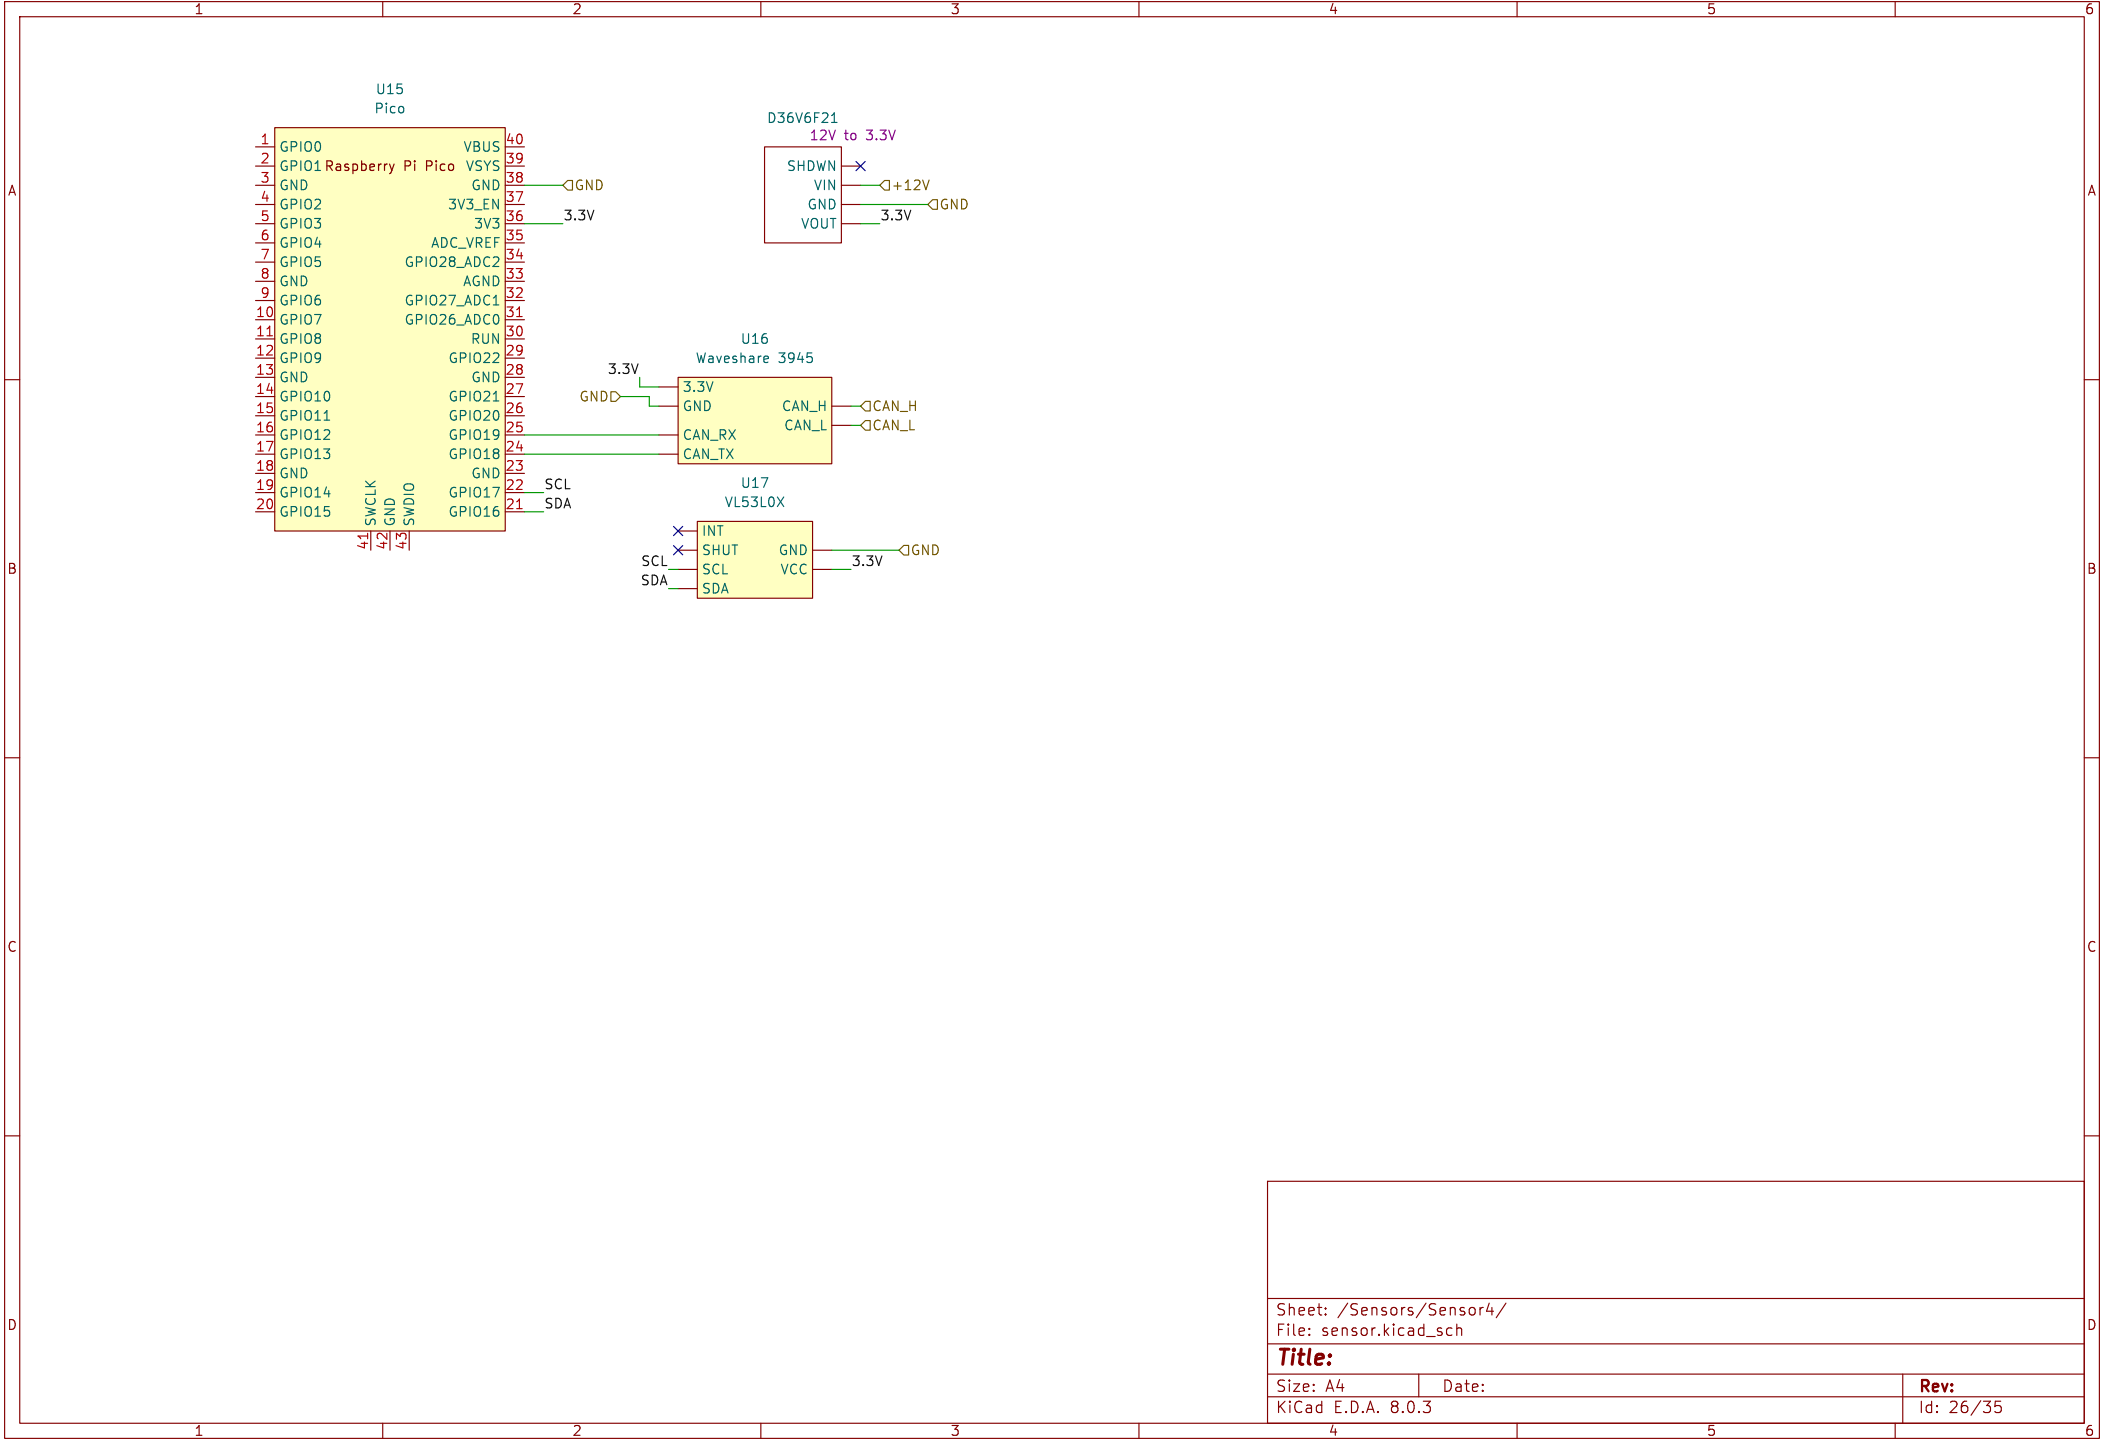 1 2 3 4 5 6
U15
Pico
1 GPIO0 VBUS 40
2 GPIO1 Raspberry Pi Pico VSYS 39
3 GND GND 38 GND
4 GPIO2 3V3_EN 37
5 GPIO3 3V3 36 3.3V
6 GPIO4 ADC_VREF 35
7 GPIO5 GPIO28_ADC2 34
8 GND AGND 33
9 GPIO6 GPIO27_ADC1 32
10 GPIO7 GPIO26_ADC0 31
11 GPIO8 RUN 30
12 GPIO9 GPIO22 29
13 GND GND 28
14 GPIO10 GPIO21 27
15 GPIO11 GPIO20 26
16 GPIO12 GPIO19 25
17 GPIO13 GPIO18 24
18 GND GND 23
19 GPIO14 GPIO17 22 SCL
20 GPIO15 GPIO16 21 SDA
SWCLK GND SWDIO
41 42 43
D36V6F21
12V to 3.3V
SHDWN
VIN +12V
GND GND
VOUT 3.3V
U16
Waveshare 3945
3.3V 3.3V
GND GND CAN_H CAN_H
CAN_L CAN_L
CAN_RX
CAN_TX
U17
VL53L0X
INT
SHUT GND GND
SCL SCL VCC 3.3V
SDA SDA
A A
B B
C C
D D
Sheet: /Sensors/Sensor4/
File: sensor.kicad_sch
Title:
Size: A4 Date: Rev:
KiCad E.D.A. 8.0.3 Id: 26/35
1 2 3 4 5 6